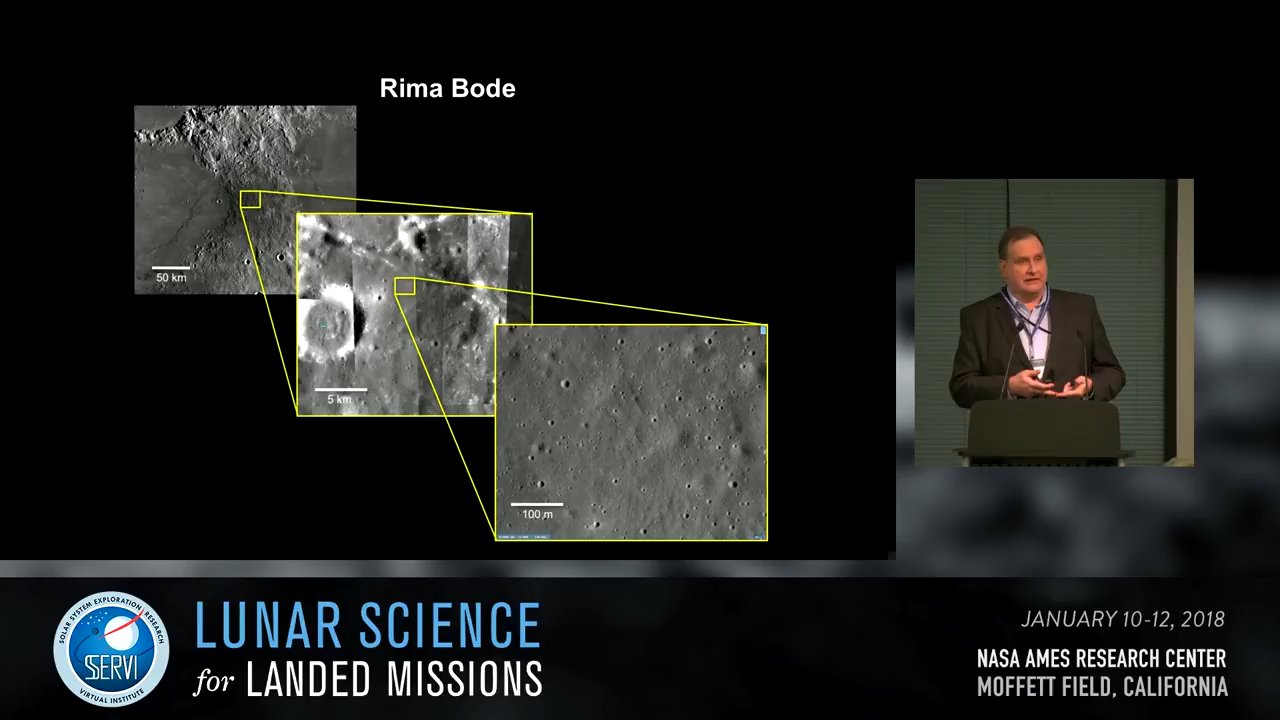 Rima Bode
50 km
5 km
100 m
SOLAR SYSTEM EXPLORATION RESEARCH
SSERVI
VIRTUAL INSTITUTE
LUNAR SCIENCE
for LANDED MISSIONS
JANUARY 10-12, 2018
NASA AMES RESEARCH CENTER
MOFFETT FIELD, CALIFORNIA